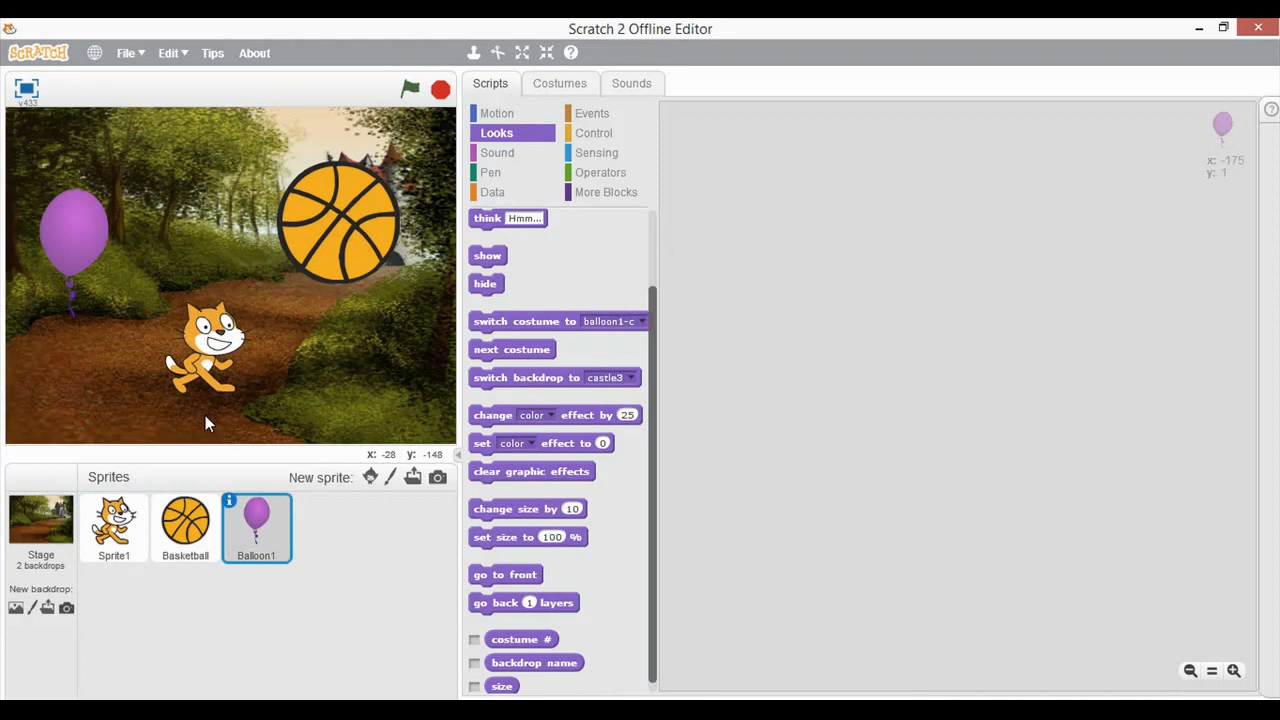 Scratch 2 Offline Editor
SCRATCH File Edit Tips About
v433
Scripts Costumes Sounds
Motion Events
Looks Control
Sound Sensing
Pen Operators
Data More Blocks
think Hmm...
show
hide
switch costume to balloon1-c
next costume
switch backdrop to castle3
change color effect by 25
set color effect to 0
clear graphic effects
change size by 10
set size to 100 %
go to front
go back 1 layers
costume #
backdrop name
size
x: -175
y: 1
x: -28 y: -148
Sprites New sprite:
Stage
2 backdrops
New backdrop:
Sprite1 Basketball Balloon1